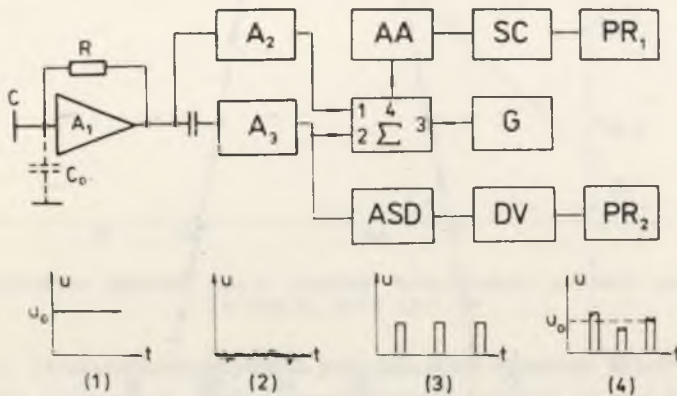 R
A₂
AA
SC
PR₁
C
A₁
A₃
1 4
2 Σ 3
G
C₀
ASD
DV
PR₂
u u u u
u₀ u₀
t t t t
(1) (2) (3) (4)